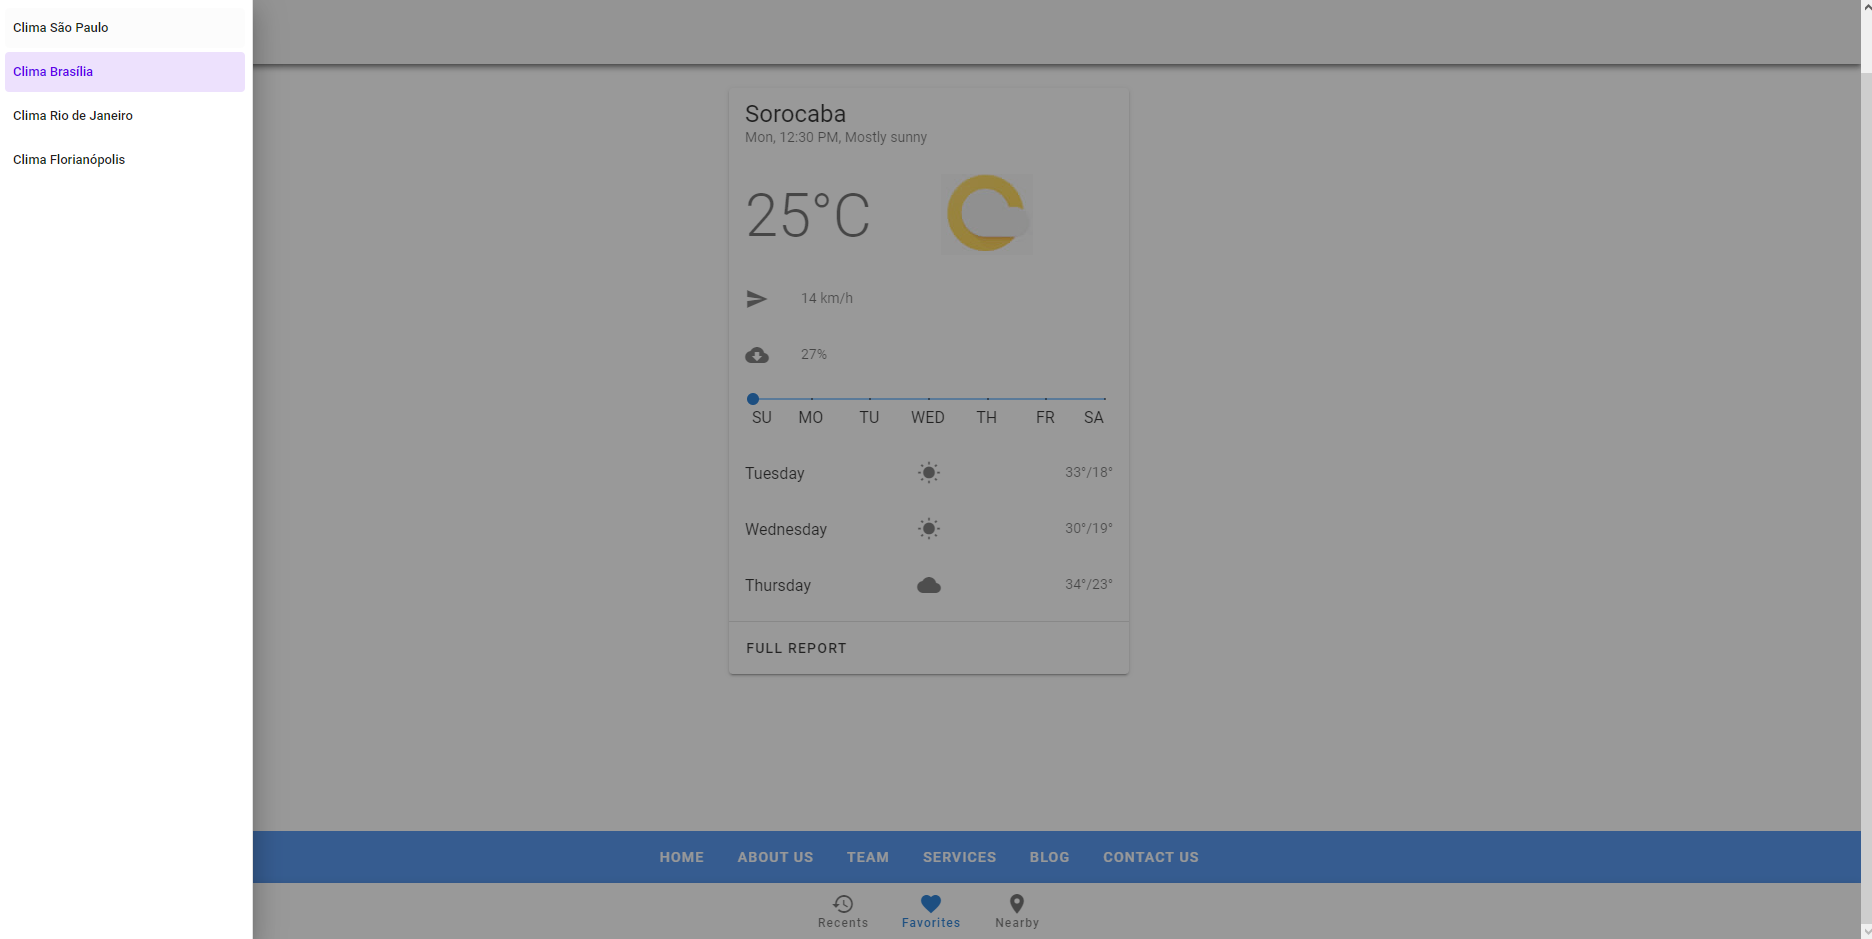 Clima São Paulo
Clima Brasília
Clima Rio de Janeiro
Clima Florianópolis
Sorocaba
Mon, 12:30 PM, Mostly sunny
25°C
14 km/h
27%
SU MO TU WED TH FR SA
Tuesday 33°/18°
Wednesday 30°/19°
Thursday 34°/23°
FULL REPORT
HOME ABOUT US TEAM SERVICES BLOG CONTACT US
Recents Favorites Nearby